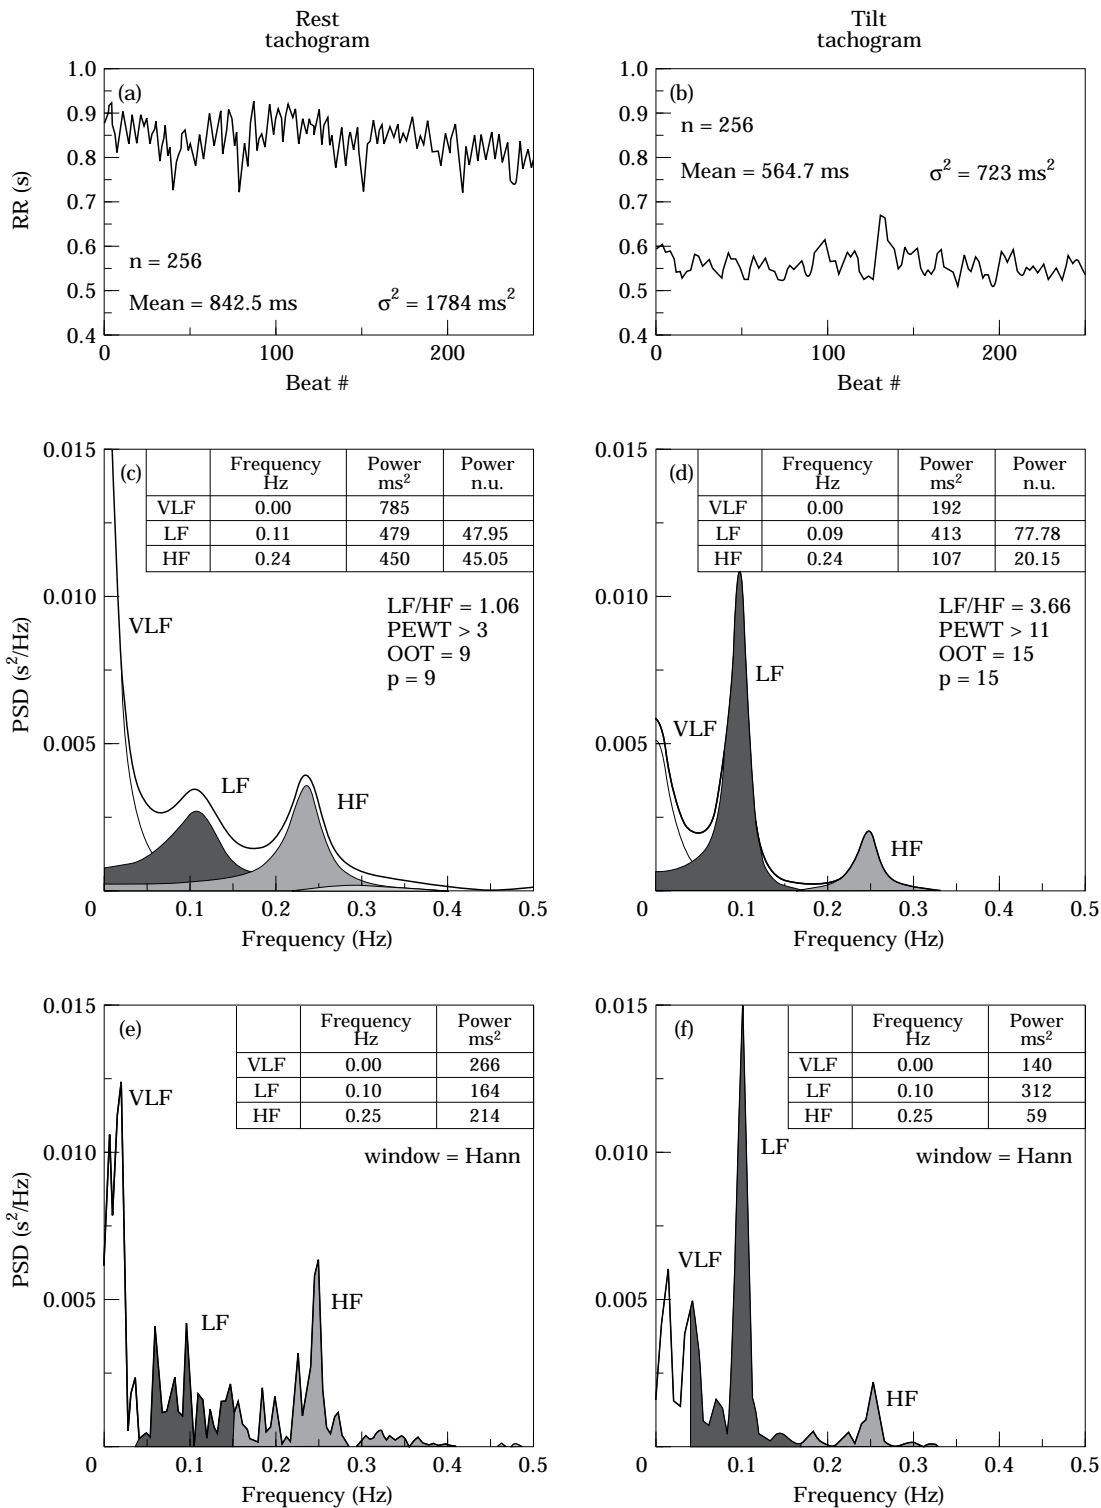 Rest
tachogram
Tilt
tachogram
1.0
0.9
0.8
0.7
0.6
0.5
0.4
RR (s)
(a)
n = 256
Mean = 842.5 ms σ² = 1784 ms²
0 100 200
Beat #
1.0
0.9
0.8
0.7
0.6
0.5
0.4
(b)
n = 256
Mean = 564.7 ms σ² = 723 ms²
0 100 200
Beat #
0.015
0.010
0.005
0
PSD (s²/Hz)
(c)
Frequency Power Power
Hz ms² n.u.
VLF 0.00 785
LF 0.11 479 47.95
HF 0.24 450 45.05
LF/HF = 1.06
PEWT > 3
OOT = 9
p = 9
VLF
LF
HF
0.1 0.2 0.3 0.4 0.5
Frequency (Hz)
0.015
0.010
0.005
0
(d)
Frequency Power Power
Hz ms² n.u.
VLF 0.00 192
LF 0.09 413 77.78
HF 0.24 107 20.15
LF/HF = 3.66
PEWT > 11
OOT = 15
p = 15
LF
VLF
HF
0.1 0.2 0.3 0.4 0.5
Frequency (Hz)
0.015
0.010
0.005
0
PSD (s²/Hz)
(e)
Frequency Power
Hz ms²
VLF 0.00 266
LF 0.10 164
HF 0.25 214
window = Hann
VLF
LF
HF
0.1 0.2 0.3 0.4 0.5
Frequency (Hz)
0.015
0.010
0.005
0
(f)
Frequency Power
Hz ms²
VLF 0.00 140
LF 0.10 312
HF 0.25 59
window = Hann
LF
VLF
HF
0.1 0.2 0.3 0.4 0.5
Frequency (Hz)